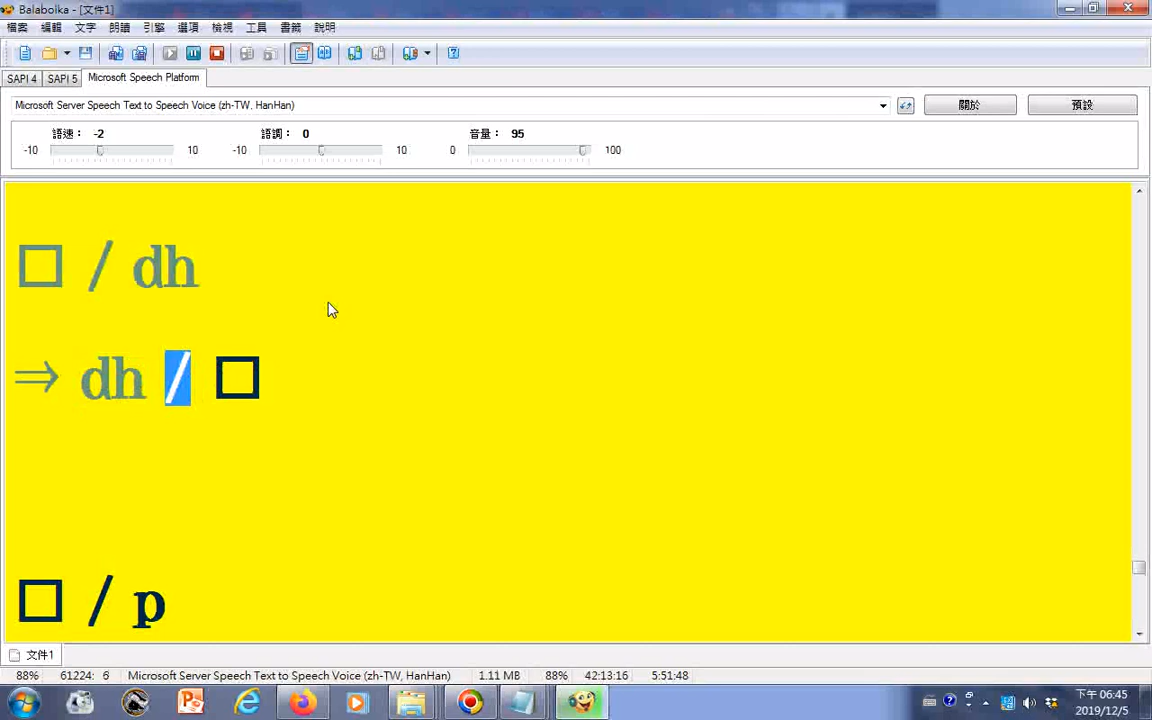 Balabolka - [文件1]
檔案 編輯 文字 朗讀 引擎 選項 檢視 工具 書籤 說明
SAPI 4 SAPI 5 Microsoft Speech Platform
Microsoft Server Speech Text to Speech Voice (zh-TW, HanHan) 關於 預設
語速： -2 語調： 0 音量： 95
-10 10 -10 10 0 100
□ / dh
⇒ dh / □
□ / p
文件1
88% 61224: 6 Microsoft Server Speech Text to Speech Voice (zh-TW, HanHan) 1.11 MB 88% 42:13:16 5:51:48
下午 06:45
2019/12/5